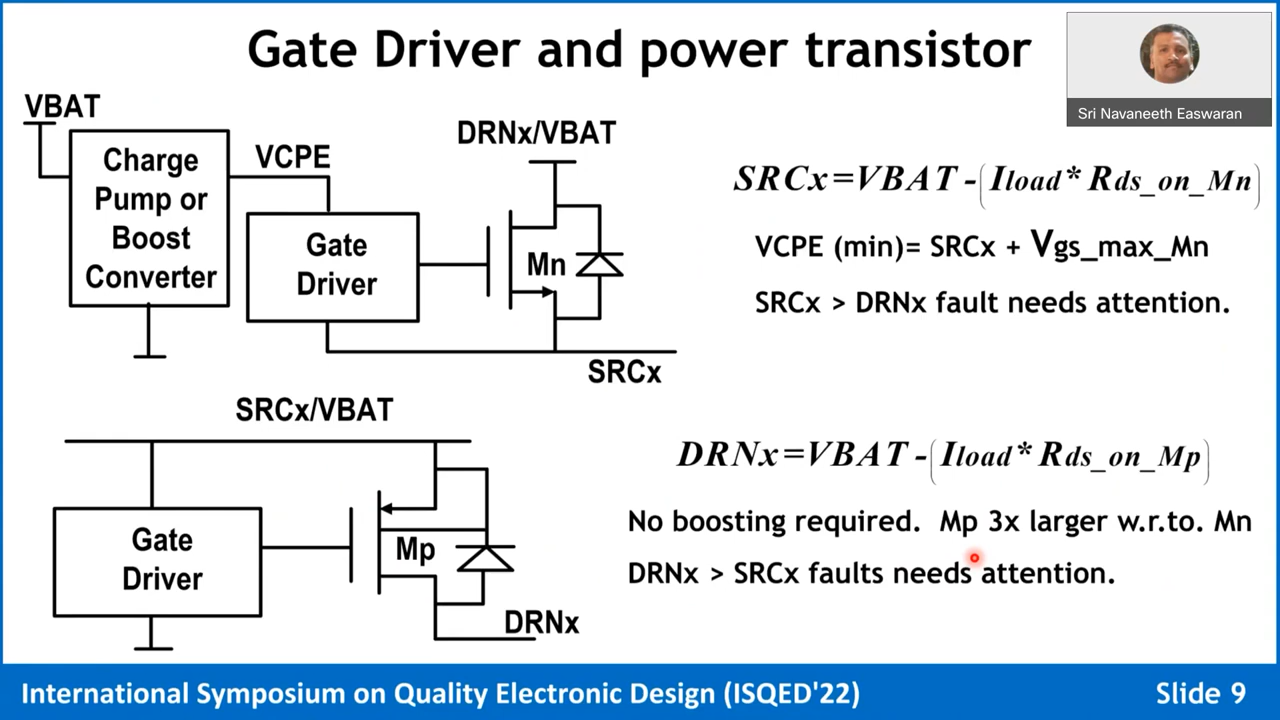 Gate Driver and power transistor
Sri Navaneeth Easwaran
VBAT
Charge
Pump or
Boost
Converter
VCPE
Gate
Driver
DRNx/VBAT
Mn
SRCx
SRCx=VBAT-(Iload*Rds_on_Mn)
VCPE (min)= SRCx + Vgs_max_Mn
SRCx > DRNx fault needs attention.
SRCx/VBAT
Gate
Driver
Mp
DRNx
DRNx=VBAT-(Iload*Rds_on_Mp)
No boosting required. Mp 3x larger w.r.to. Mn
DRNx > SRCx faults needs attention.
International Symposium on Quality Electronic Design (ISQED'22)
Slide 9